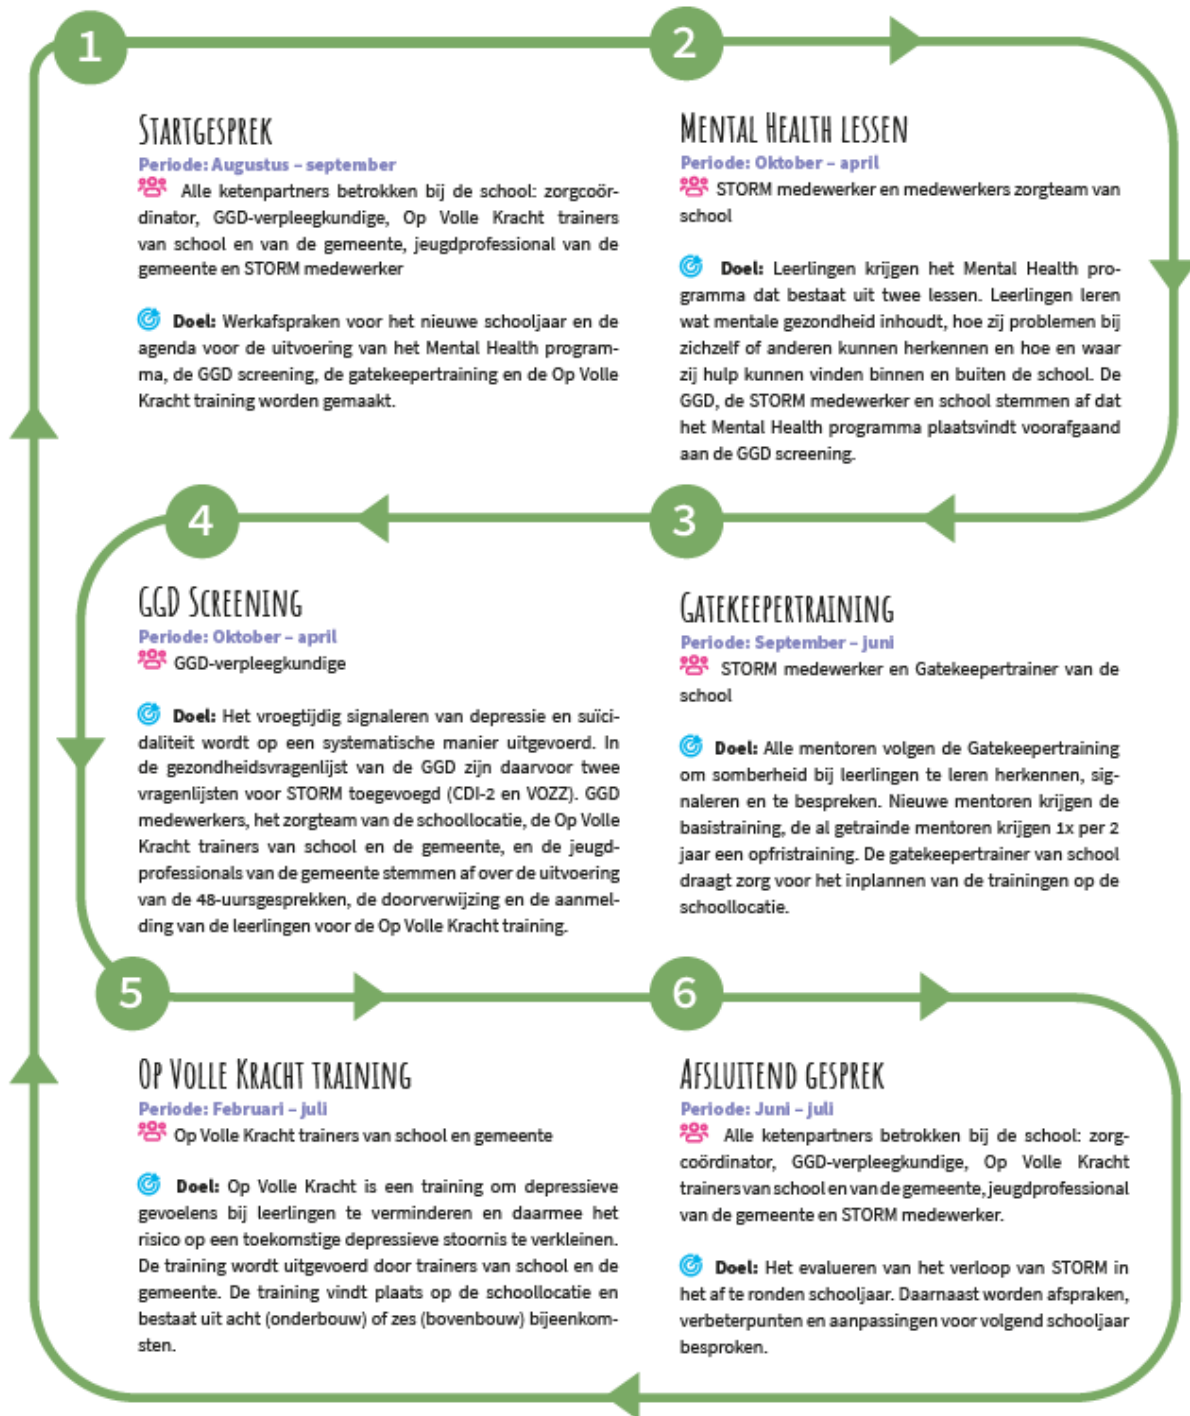 1
STARTGESPREK
Periode: Augustus – september
Alle ketenpartners betrokken bij de school: zorgcoör-
dinator, GGD-verpleegkundige, Op Volle Kracht trainers
van school en van de gemeente, jeugdprofessional van de
gemeente en STORM medewerker
Doel: Werkafspraken voor het nieuwe schooljaar en de
agenda voor de uitvoering van het Mental Health program-
ma, de GGD screening, de gatekeepertraining en de Op Volle
Kracht training worden gemaakt.
2
MENTAL HEALTH LESSEN
Periode: Oktober – april
STORM medewerker en medewerkers zorgteam van
school
Doel: Leerlingen krijgen het Mental Health pro-
gramma dat bestaat uit twee lessen. Leerlingen leren
wat mentale gezondheid inhoudt, hoe zij problemen bij
zichzelf of anderen kunnen herkennen en hoe en waar
zij hulp kunnen vinden binnen en buiten de school. De
GGD, de STORM medewerker en school stemmen af dat
het Mental Health programma plaatsvindt voorafgaand
aan de GGD screening.
3
GATEKEEPERTRAINING
Periode: September – juni
STORM medewerker en Gatekeepertrainer van de
school
Doel: Alle mentoren volgen de Gatekeepertraining
om somberheid bij leerlingen te leren herkennen, sig-
naleren en te bespreken. Nieuwe mentoren krijgen de
basistraining, de al getrainde mentoren krijgen 1x per 2
jaar een opfristraining. De gatekeepertrainer van school
draagt zorg voor het inplannen van de trainingen op de
schoollocatie.
4
GGD SCREENING
Periode: Oktober – april
GGD-verpleegkundige
Doel: Het vroegtijdig signaleren van depressie en suïci-
daliteit wordt op een systematische manier uitgevoerd. In
de gezondheidsvragenlijst van de GGD zijn daarvoor twee
vragenlijsten voor STORM toegevoegd (CDI-2 en VOZZ). GGD
medewerkers, het zorgteam van de schoollocatie, de Op Volle
Kracht trainers van school en de gemeente, en de jeugd-
professionals van de gemeente stemmen af over de uitvoering
van de 48-uursgesprekken, de doorverwijzing en de aanmel-
ding van de leerlingen voor de Op Volle Kracht training.
5
OP VOLLE KRACHT TRAINING
Periode: Februari – juli
Op Volle Kracht trainers van school en gemeente
Doel: Op Volle Kracht is een training om depressieve
gevoelens bij leerlingen te verminderen en daarmee het
risico op een toekomstige depressieve stoornis te verkleinen.
De training wordt uitgevoerd door trainers van school en de
gemeente. De training vindt plaats op de schoollocatie en
bestaat uit acht (onderbouw) of zes (bovenbouw) bijeenkom-
sten.
6
AFSLUITEND GESPREK
Periode: Juni – juli
Alle ketenpartners betrokken bij de school: zorg-
coördinator, GGD-verpleegkundige, Op Volle Kracht
trainers van school en van de gemeente, jeugdprofessional
van de gemeente en STORM medewerker.
Doel: Het evalueren van het verloop van STORM in
het af te ronden schooljaar. Daarnaast worden afspraken,
verbeterpunten en aanpassingen voor volgend schooljaar
besproken.